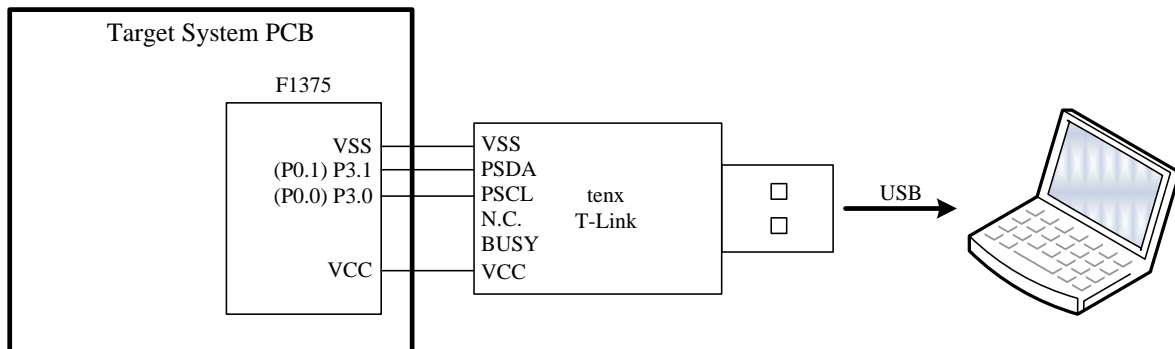 Target System PCB
F1375
VSS
(P0.1) P3.1
(P0.0) P3.0
VCC
VSS
PSDA
PSCL
N.C.
BUSY
VCC
tenx
T-Link
USB